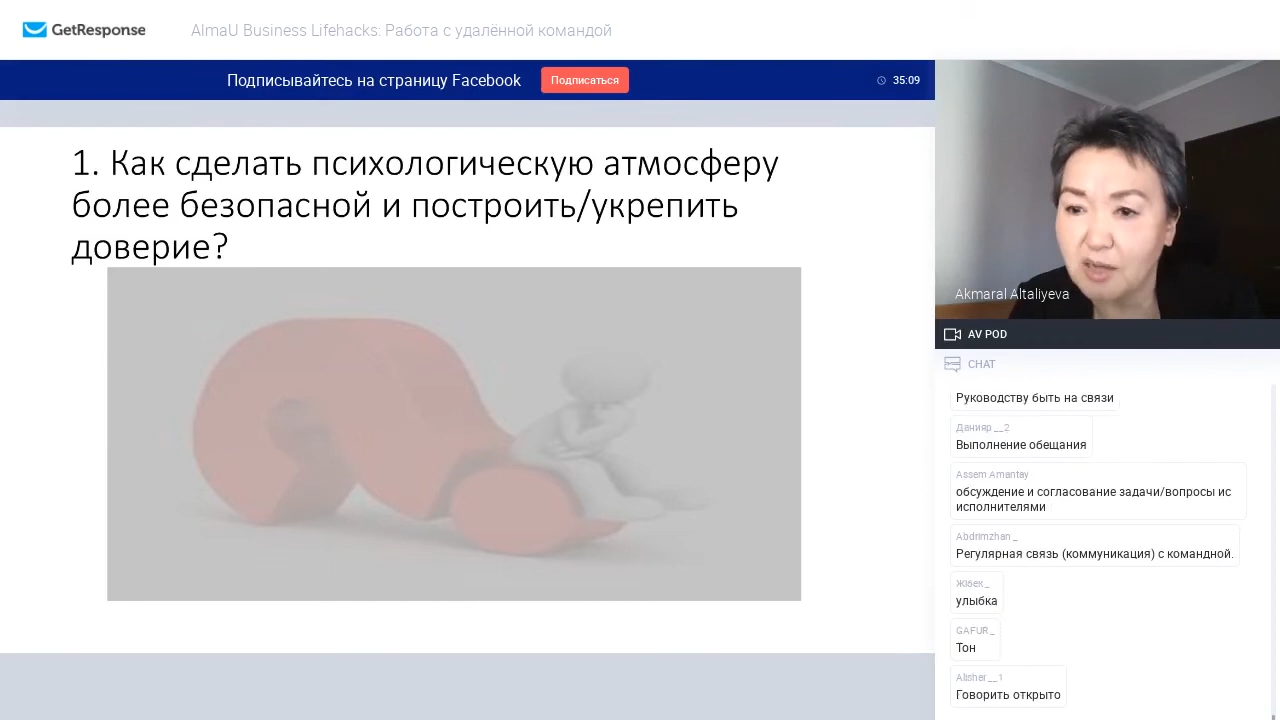 GetResponse
AlmaU Business Lifehacks: Работа с удалённой командой
Подписывайтесь на страницу Facebook
Подписаться
35:09
1. Как сделать психологическую атмосферу
более безопасной и построить/укрепить
доверие?
Akmaral Altaliyeva
AV POD
CHAT
Руководству быть на связи
Данияр __2
Выполнение обещания
Assem Amantay
обсуждение и согласование задачи/вопросы ис
исполнителями
Abdrimzhan _
Регулярная связь (коммуникация) с командной.
Жібек _
улыбка
GAFUR _
Тон
Alisher __1
Говорить открыто